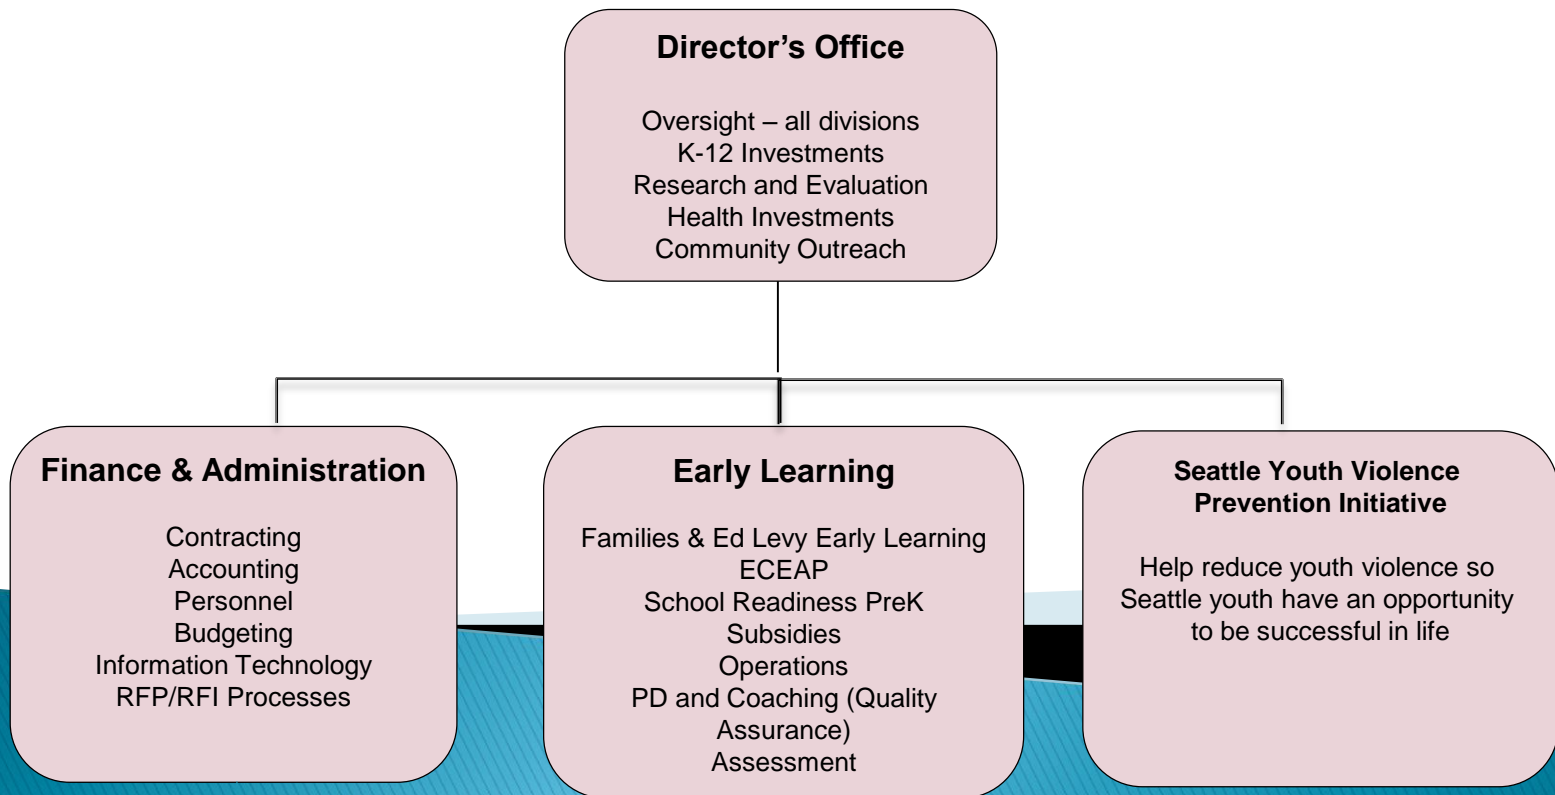 Director’s Office
Oversight – all divisions
K-12 Investments
Research and Evaluation
Health Investments
Community Outreach
Finance & Administration
Contracting
Accounting
Personnel
Budgeting
Information Technology
RFP/RFI Processes
Early Learning
Families & Ed Levy Early Learning
ECEAP
School Readiness PreK
Subsidies
Operations
PD and Coaching (Quality
Assurance)
Assessment
Seattle Youth Violence
Prevention Initiative
Help reduce youth violence so
Seattle youth have an opportunity
to be successful in life